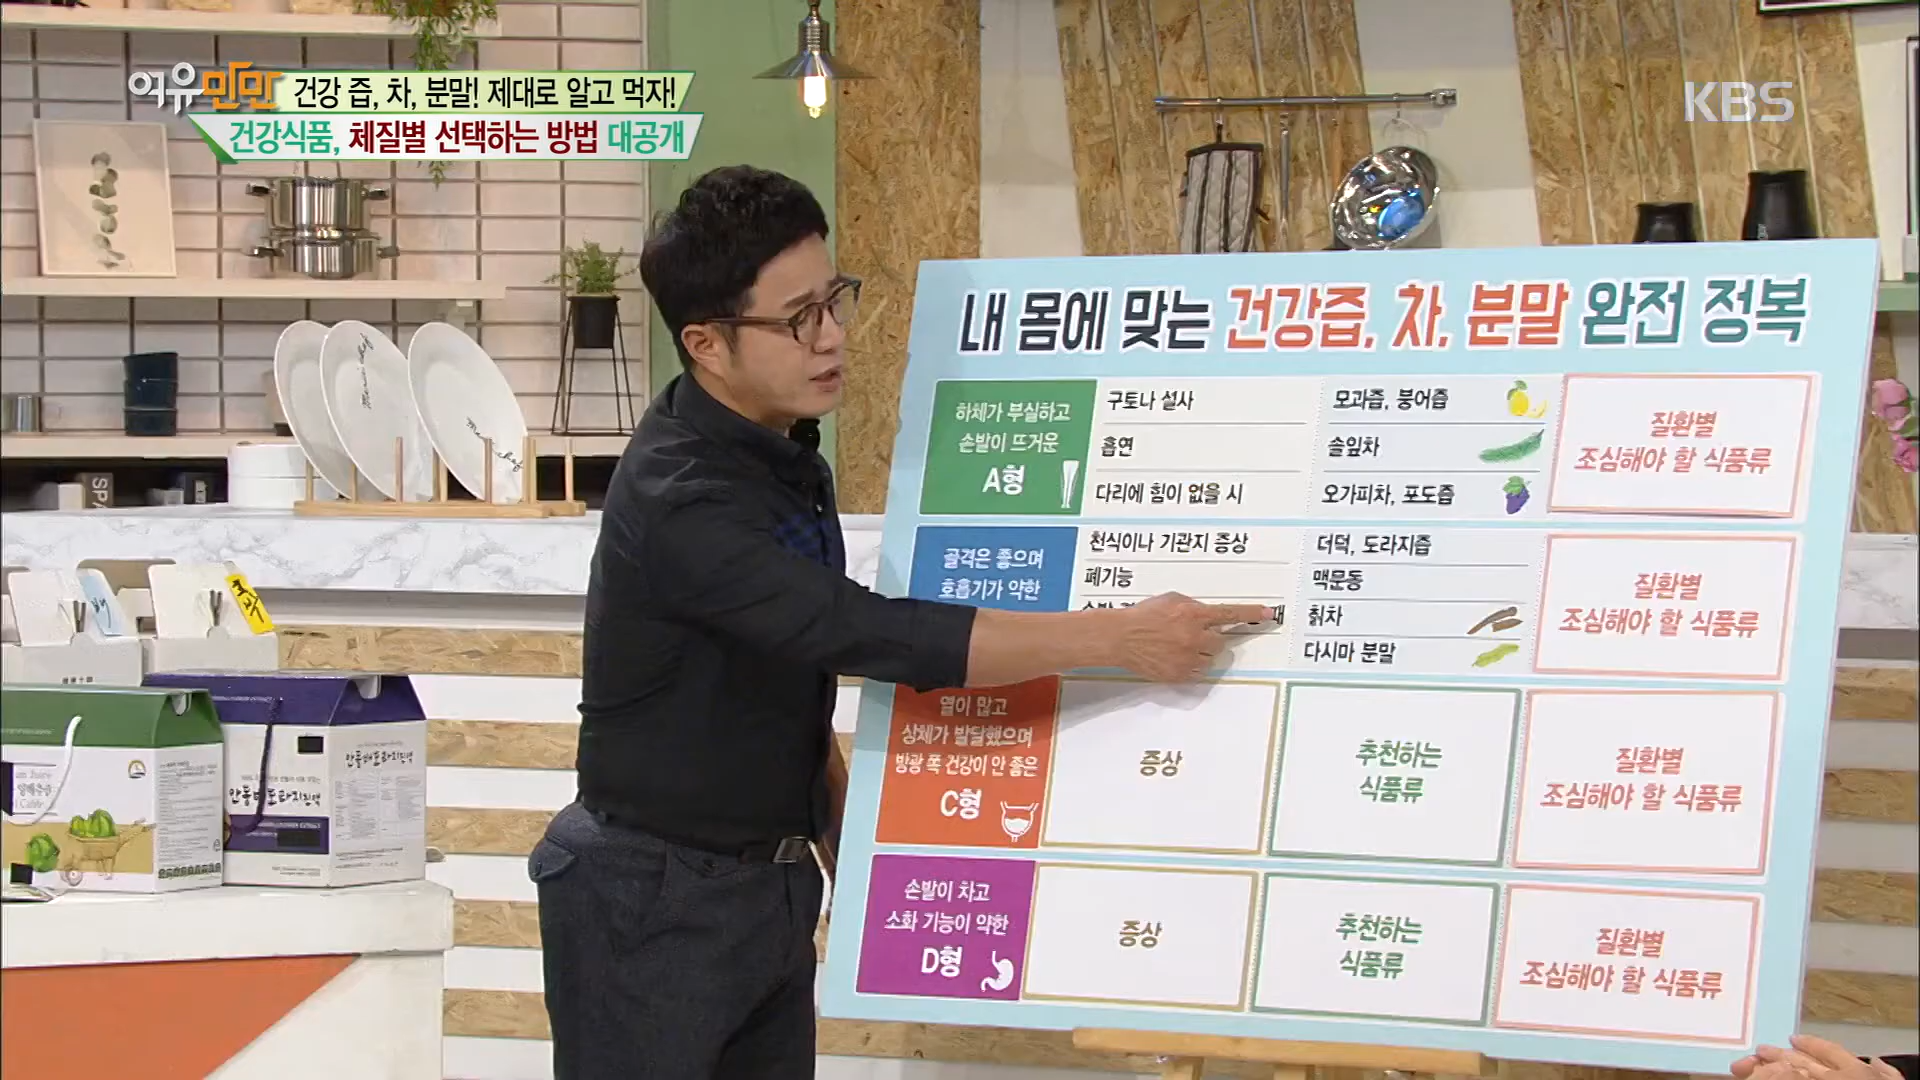 여유만만
건강 즙, 차, 분말! 제대로 알고 먹자!
건강식품, 체질별 선택하는 방법 대공개
KBS
내 몸에 맞는 건강즙, 차, 분말 완전 정복
하체가 부실하고
손발이 뜨거운
A형
구토나 설사
흡연
다리에 힘이 없을 시
모과즙, 붕어즙
솔잎차
오가피차, 포도즙
질환별
조심해야 할 식품류
골격은 좋으며
호흡기가 약한
천식이나 기관지 증상
폐기능
때
더덕, 도라지즙
맥문동
칡차
다시마 분말
질환별
조심해야 할 식품류
열이 많고
상체가 발달했으며
방광 쪽 건강이 안 좋은
C형
증상
추천하는
식품류
질환별
조심해야 할 식품류
손발이 차고
소화 기능이 약한
D형
증상
추천하는
식품류
질환별
조심해야 할 식품류